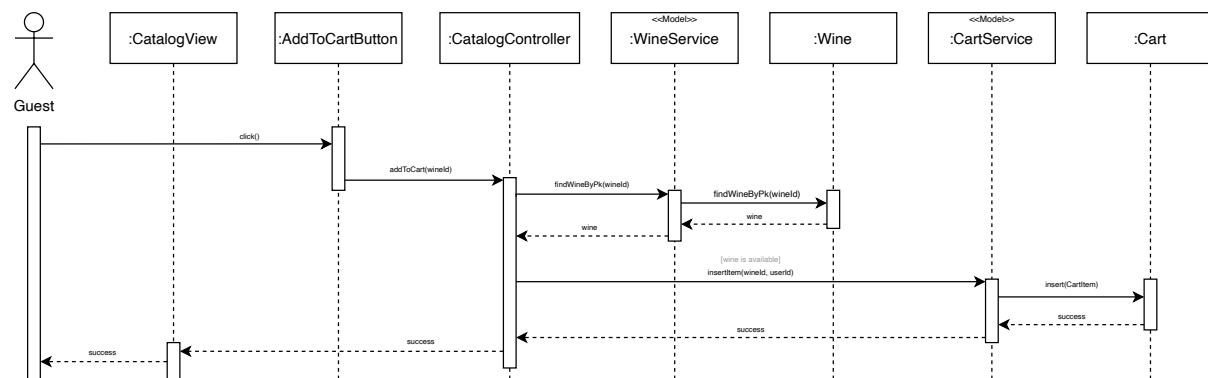 <<Model>>
<<Model>>
:CatalogView
:AddToCartButton
:CatalogController
:WineService
:Wine
:CartService
:Cart
Guest
click()
addToCart(wineId)
findWineByPk(wineId)
findWineByPk(wineId)
wine
wine
[wine is available]
insertItem(wineId, userId)
insert(CartItem)
success
success
success
success